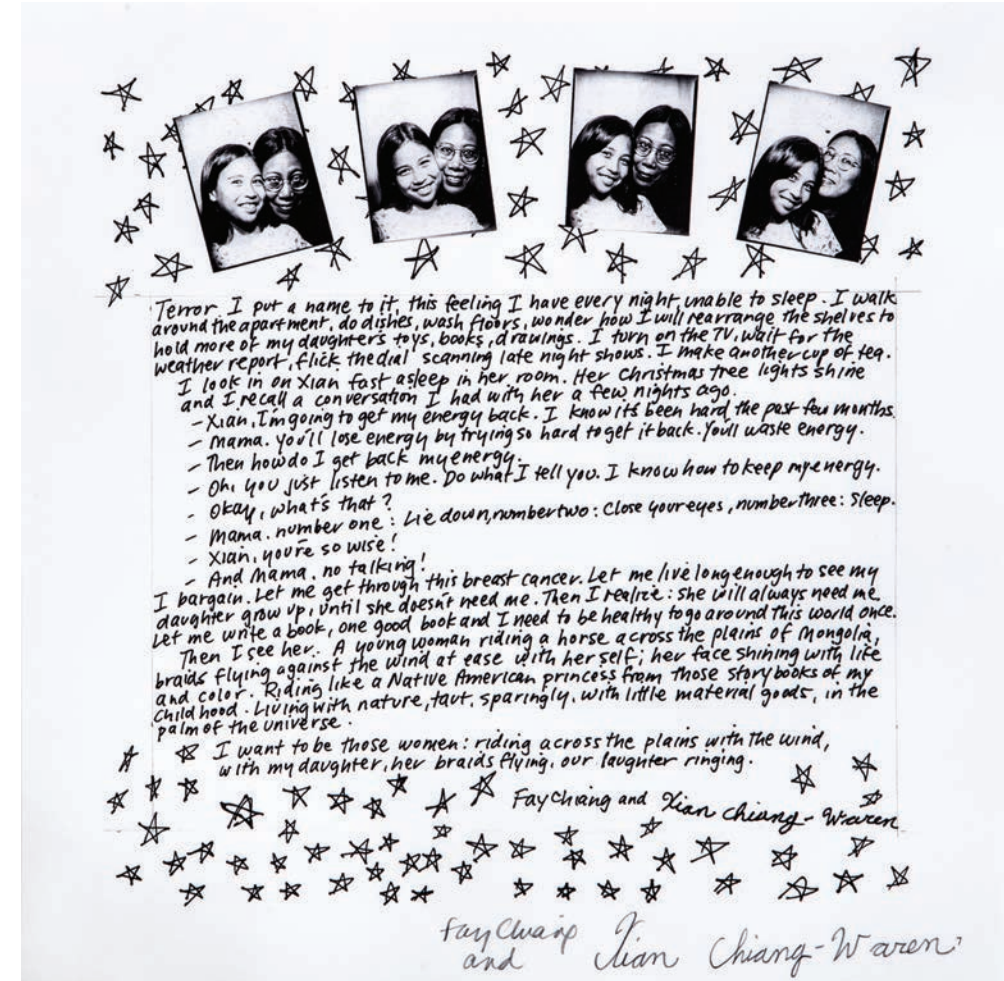 Terror. I put a name to it, this feeling I have every night, unable to sleep. I walk
around the apartment, do dishes, wash floors, wonder how I will rearrange the shelves to
hold more of my daughter's toys, books, drawings. I turn on the TV, wait for the
weather report, flick the dial scanning late night shows. I make another cup of tea.
I look in on Xian fast asleep in her room. Her christmas tree lights shine
and I recall a conversation I had with her a few nights ago.
- Xian, I'm going to get my energy back. I know it's been hard the past few months.
- Mama. You'll lose energy by trying so hard to get it back. You'll waste energy.
- Then how do I get back my energy.
- Oh, you just listen to me. Do what I tell you. I know how to keep my energy.
- Okay, what's that?
- Mama. number one: Lie down, number two: Close your eyes, number three: Sleep.
- Xian, you're so wise!
- And Mama, no talking!
I bargain. Let me get through this breast cancer. Let me live long enough to see my
daughter grow up, until she doesn't need me. Then I realize: she will always need me.
Let me write a book, one good book and I need to be healthy to go around this world once.
Then I see her. A young woman riding a horse across the plains of Mongolia,
braids flying against the wind at ease with herself; her face shining with life
and color. Riding like a Native American princess from those storybooks of my
childhood. Living with nature, taut, sparingly, with little material goods, in the
palm of the universe.
I want to be those women: riding across the plains with the wind,
with my daughter, her braids flying, our laughter ringing.
Fay Chiang and Xian Chiang-Waren
Fay Chiang
and Xian Chiang-Waren